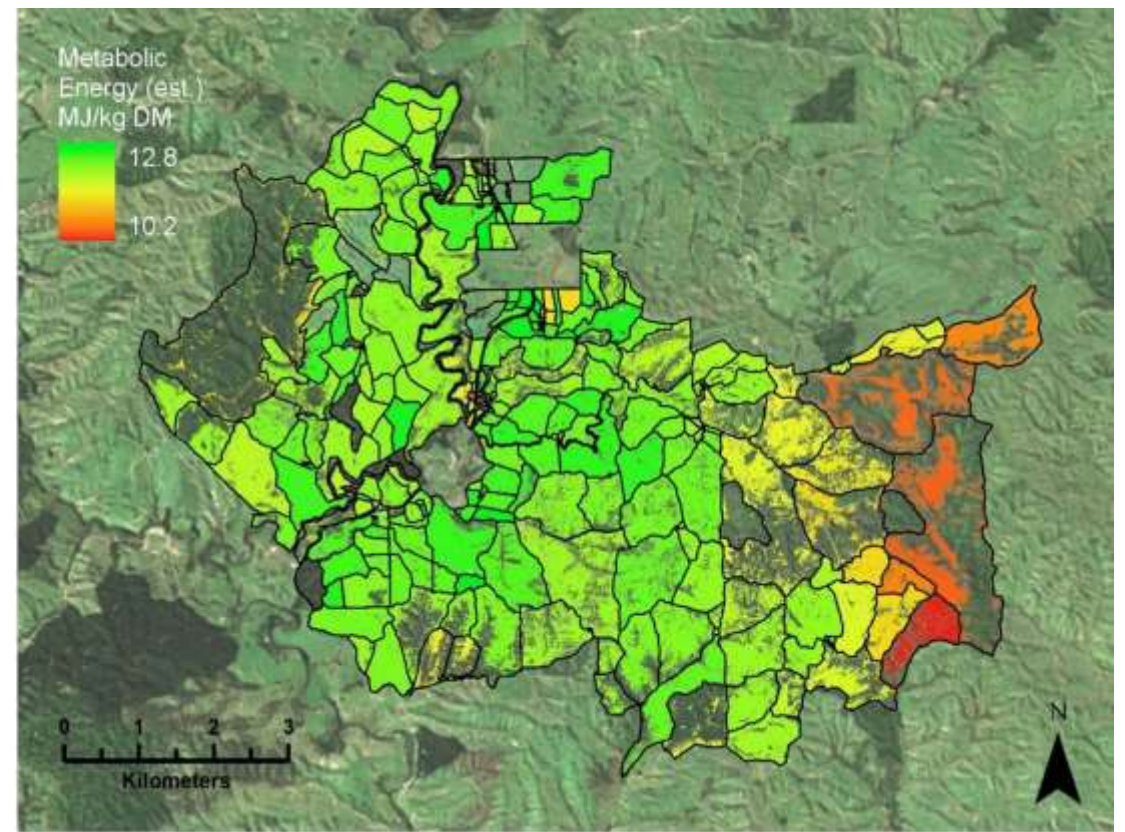 Metabolic
Energy (est.)
MJ/kg DM
12.8
10.2
0 1 2 3
Kilometers
N